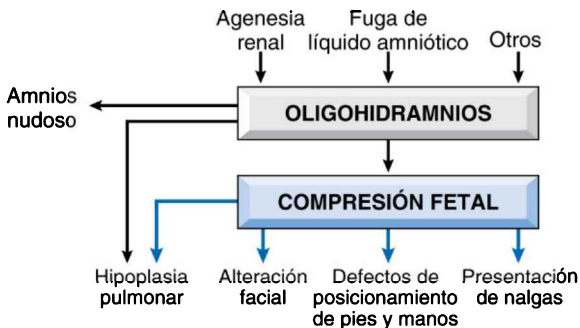 Agenesia
renal
Fuga de
líquido amniótico
Otros
Amnios
nudoso
OLIGOHIDRAMNIOS
COMPRESIÓN FETAL
Hipoplasia
pulmonar
Alteración
facial
Defectos de
posicionamiento
de pies y manos
Presentación
de nalgas